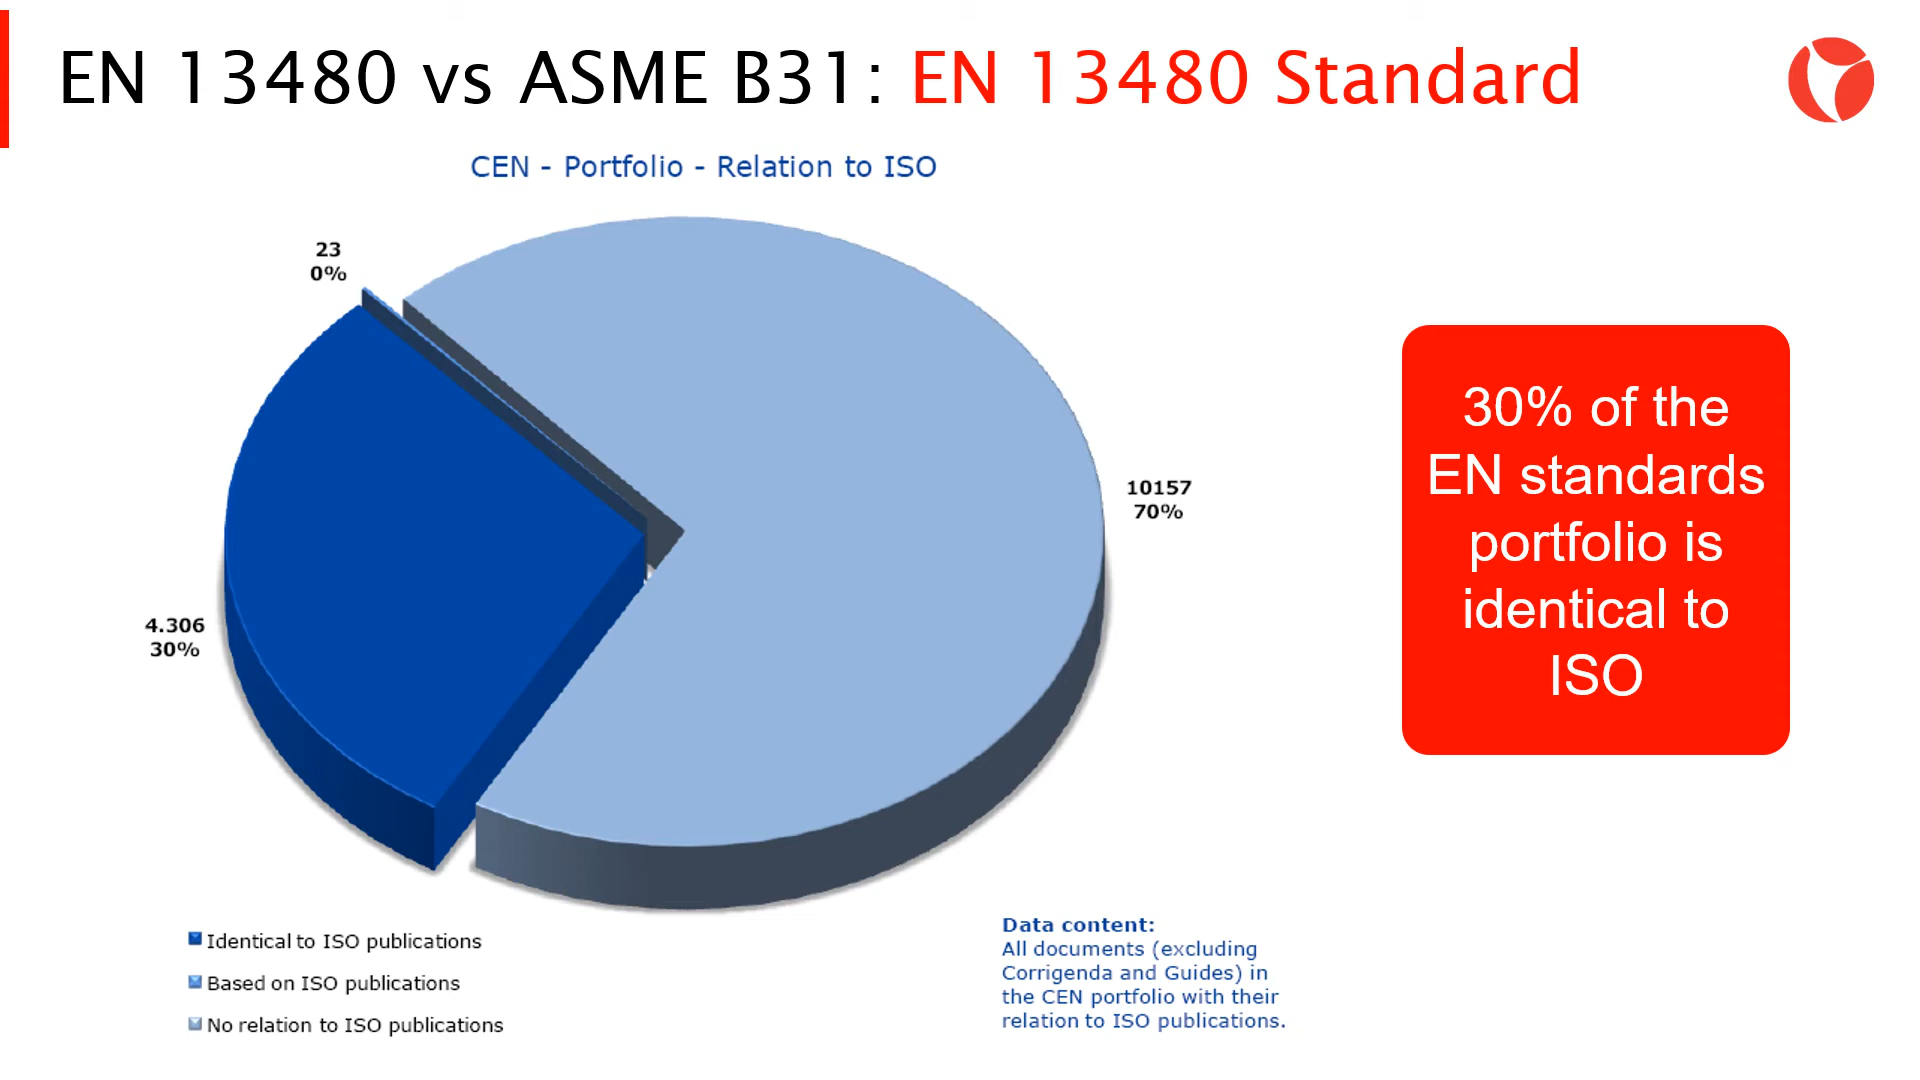 EN 13480 vs ASME B31: EN 13480 Standard
CEN - Portfolio - Relation to ISO
23
0%
10157
70%
4.306
30%
30% of the
EN standards
portfolio is
identical to
ISO
Identical to ISO publications
Based on ISO publications
No relation to ISO publications
Data content:
All documents (excluding
Corrigenda and Guides) in
the CEN portfolio with their
relation to ISO publications.